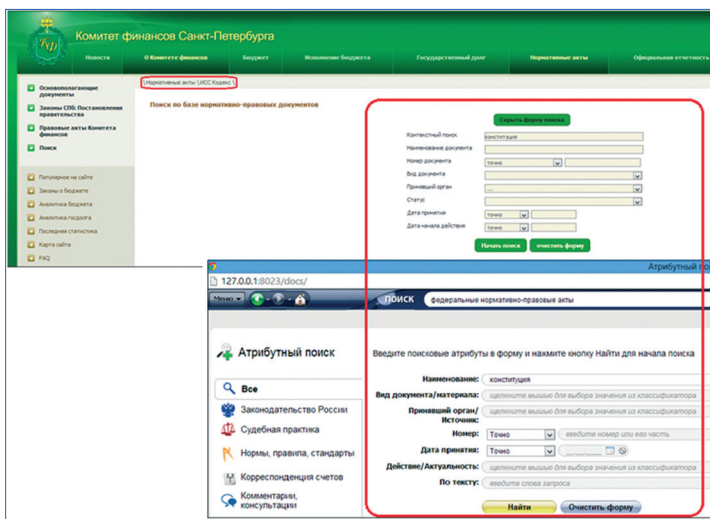 КФ
Комитет финансов Санкт-Петербурга
Новости О Комитете финансов Бюджет Исполнение бюджета Государственный долг Нормативные акты Официальная отчетность
\Нормативные акты \ИСС Кодекс \
Основополагающие
документы
Законы СПб: Постановления
правительства
Правовые акты Комитета
финансов
Поиск
Популярное на сайте
Законы о бюджете
Аналитика бюджета
Аналитика госдолга
Последняя статистика
Карта сайта
FAQ
Поиск по базе нормативно-правовых документов
Скрыть форму поиска
Контекстный поиск конституция
Наименование документа
Номер документа точно
Вид документа
Принявший орган ...
Статус
Дата принятия точно
Дата начала действия точно
Начать поиск очистить форму
Атрибутный по
127.0.0.1:8023/docs/
Меню ПОИСК федеральные нормативно-правовые акты
Атрибутный поиск
Все
Законодательство России
Судебная практика
Нормы, правила, стандарты
Корреспонденция счетов
Комментарии,
консультации
Введите поисковые атрибуты в форму и нажмите кнопку Найти для начала поиска
Наименование: конституция
Вид документа/материала: щелкните мышью для выбора значения из классификатора
Принявший орган/ щелкните мышью для выбора значения из классификатора
Источник:
Номер: Точно введите номер или его часть
Дата принятия: Точно __.__.____
Действие/Актуальность: щелкните мышью для выбора значения из классификатора
По тексту: введите слова запроса
Найти Очистить форму